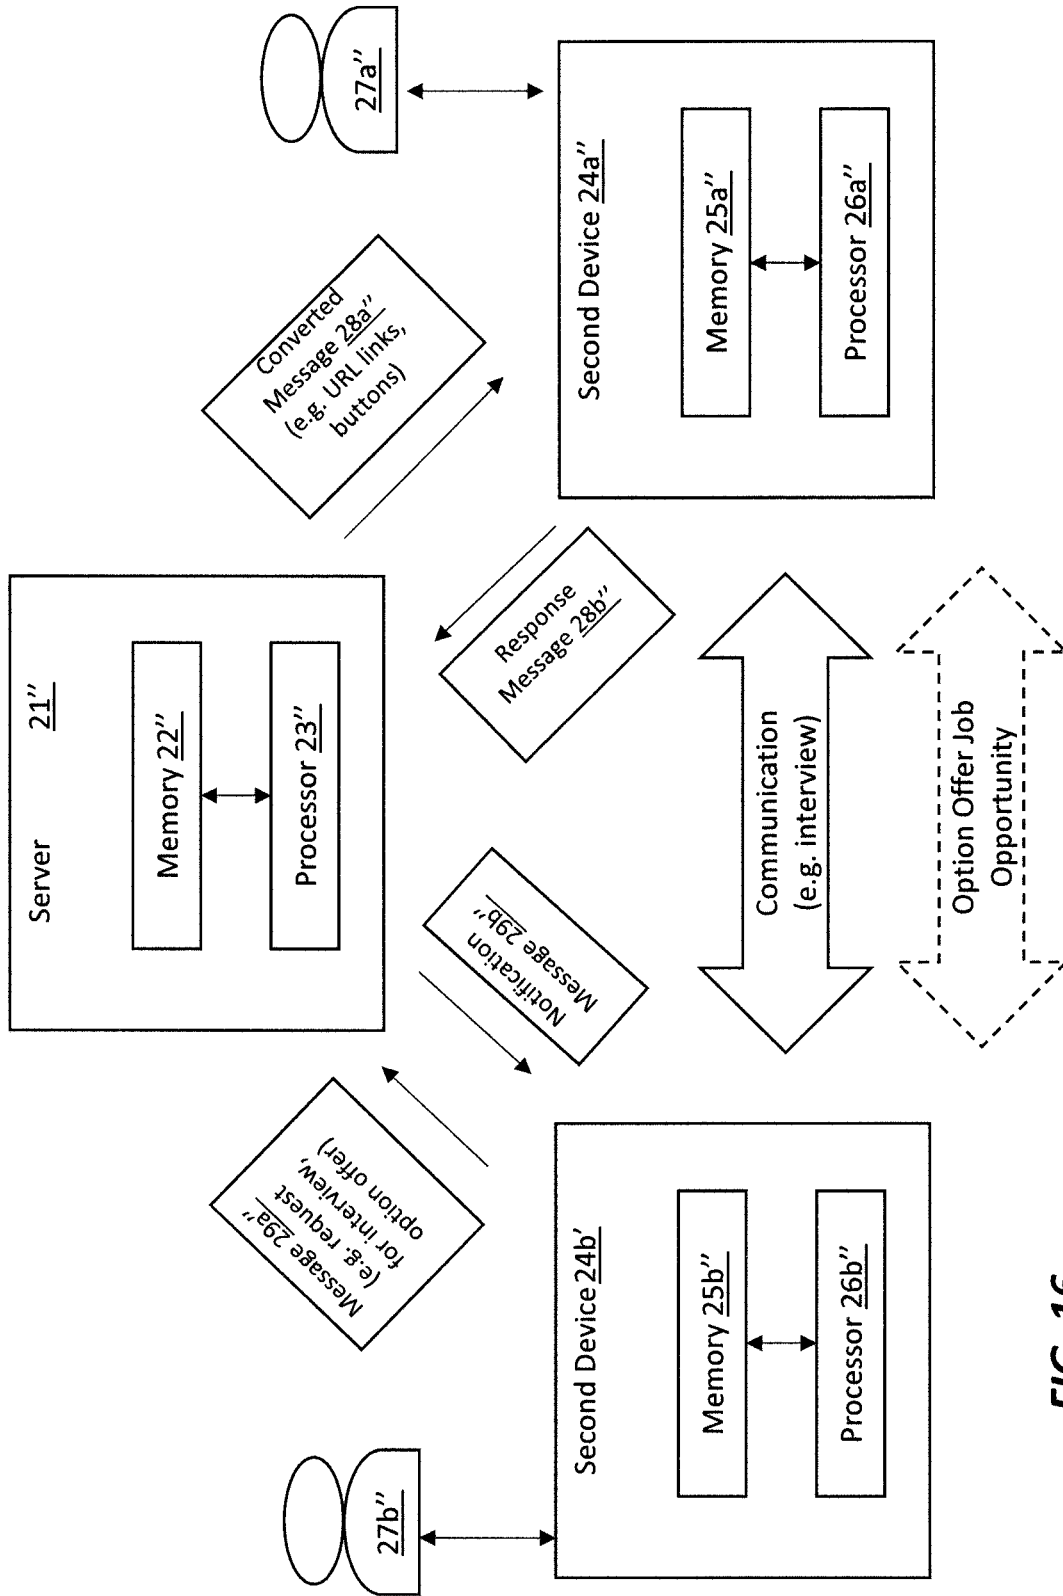 Server 21″
Memory 22″
Processor 23″
27b″
Message 29a″
(e.g. request
for interview,
option offer)
Notification
Message 29b″
Converted
Message 28a″
(e.g. URL links,
buttons)
Response
Message 28b″
27a″
Second Device 24b′
Memory 25b″
Processor 26b″
Communication
(e.g. interview)
Option Offer Job
Opportunity
Second Device 24a″
Memory 25a″
Processor 26a″
FIG. 16